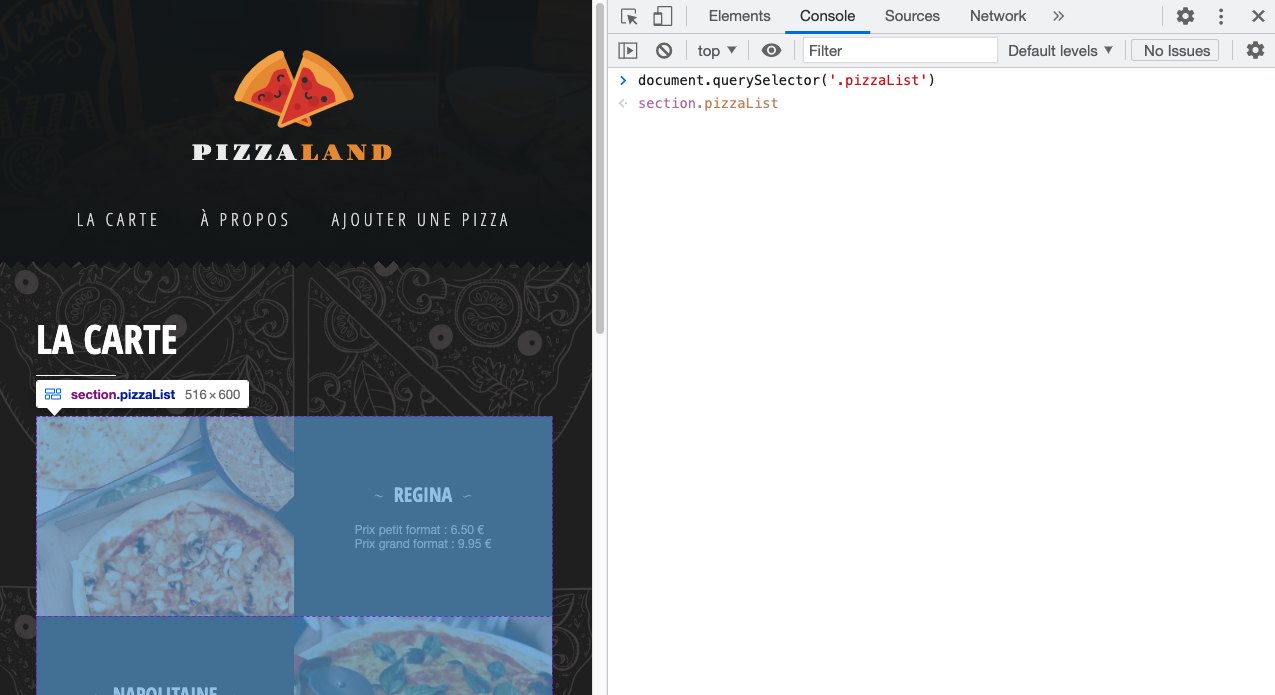 PIZZALAND
LA CARTE À PROPOS AJOUTER UNE PIZZA
LA CARTE
section.pizzaList 516 × 600
~ REGINA ~
Prix petit format : 6.50 €
Prix grand format : 9.95 €
NAPOLITAINE
Elements Console Sources Network »
top ▼ Filter Default levels ▼ No Issues
> document.querySelector('.pizzaList')
section.pizzaList